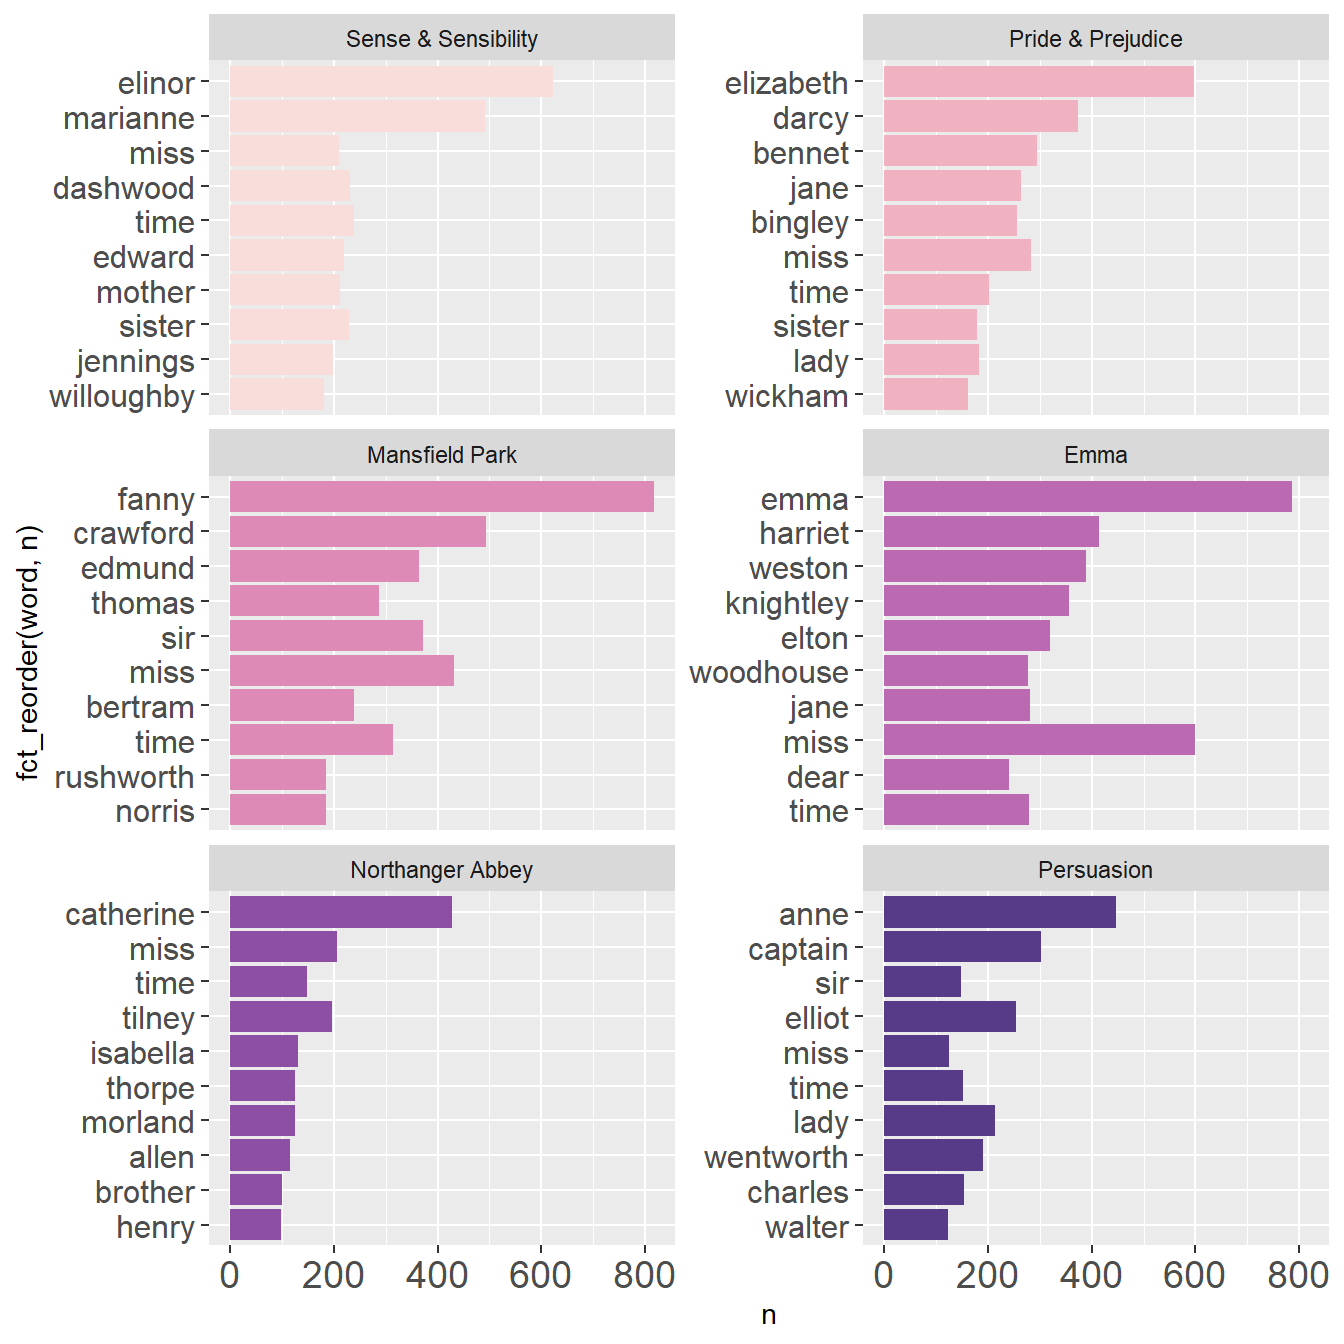 Sense & Sensibility
elinor
marianne
miss
dashwood
time
edward
mother
sister
jennings
willoughby
Pride & Prejudice
elizabeth
darcy
bennet
jane
bingley
miss
time
sister
lady
wickham
Mansfield Park
fanny
crawford
edmund
thomas
sir
miss
bertram
time
rushworth
norris
Emma
emma
harriet
weston
knightley
elton
woodhouse
jane
miss
dear
time
Northanger Abbey
catherine
miss
time
tilney
isabella
thorpe
morland
allen
brother
henry
0 200 400 600 800
Persuasion
anne
captain
sir
elliot
miss
time
lady
wentworth
charles
walter
0 200 400 600 800
n
fct_reorder(word, n)